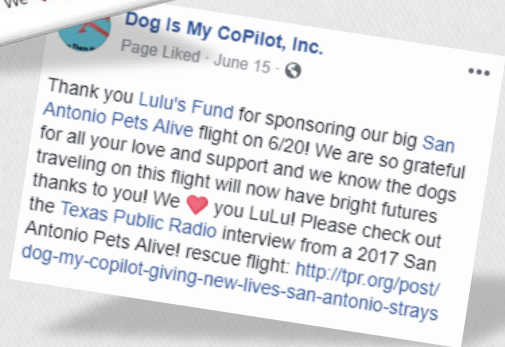 We
Dog Is My CoPilot, Inc.
Page Liked · June 15 ·
Thank you Lulu's Fund for sponsoring our big San
Antonio Pets Alive flight on 6/20! We are so grateful
for all your love and support and we know the dogs
traveling on this flight will now have bright futures
thanks to you! We ❤ you LuLu! Please check out
the Texas Public Radio interview from a 2017 San
Antonio Pets Alive! rescue flight: http://tpr.org/post/
dog-my-copilot-giving-new-lives-san-antonio-strays